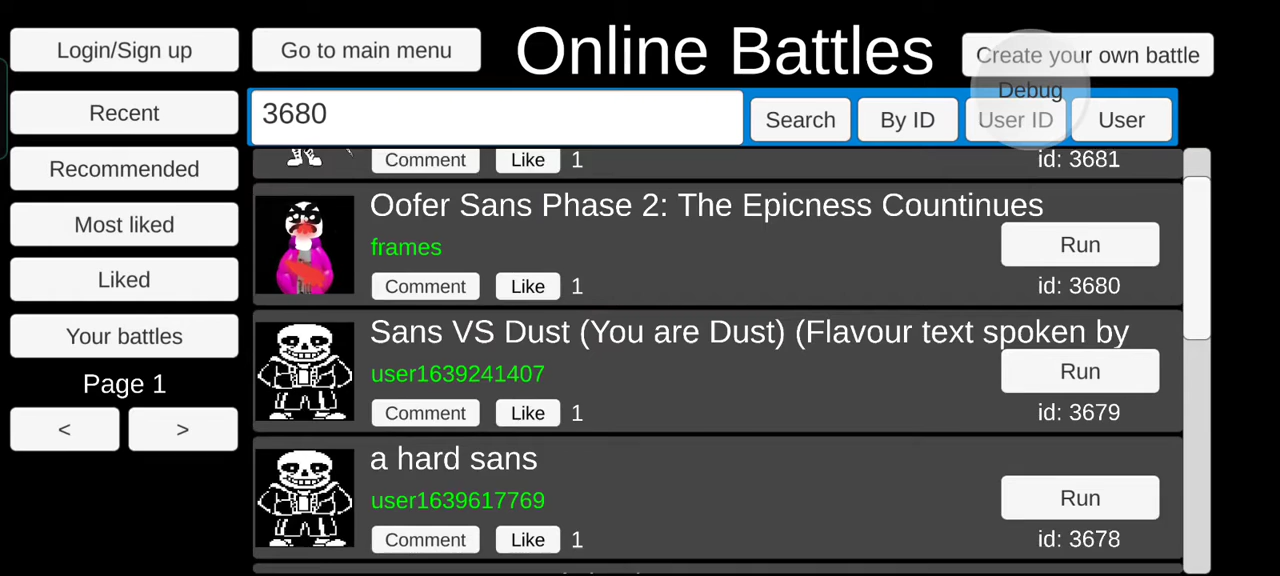 Login/Sign up
Go to main menu
Online Battles
Create your own battle
Debug
Recent
3680
Search
By ID
User ID
User
Recommended
Most liked
Liked
Your battles
Page 1
<
>
Comment
Like
1
id: 3681
Oofer Sans Phase 2: The Epicness Countinues
frames
Run
Comment
Like
1
id: 3680
Sans VS Dust (You are Dust) (Flavour text spoken by
user1639241407
Run
Comment
Like
1
id: 3679
a hard sans
user1639617769
Run
Comment
Like
1
id: 3678